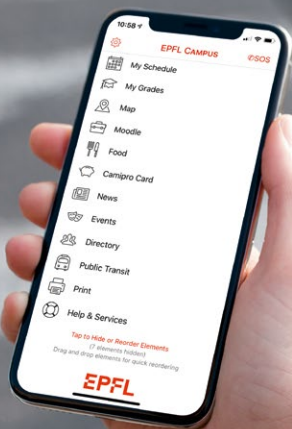 10:58
EPFL CAMPUS
SOS
My Schedule
My Grades
Map
Moodle
Food
Camipro Card
News
Events
Directory
Public Transit
Print
Help & Services
Tap to Hide or Reorder Elements
(7 elements hidden)
Drag and drop elements for quick reordering
EPFL